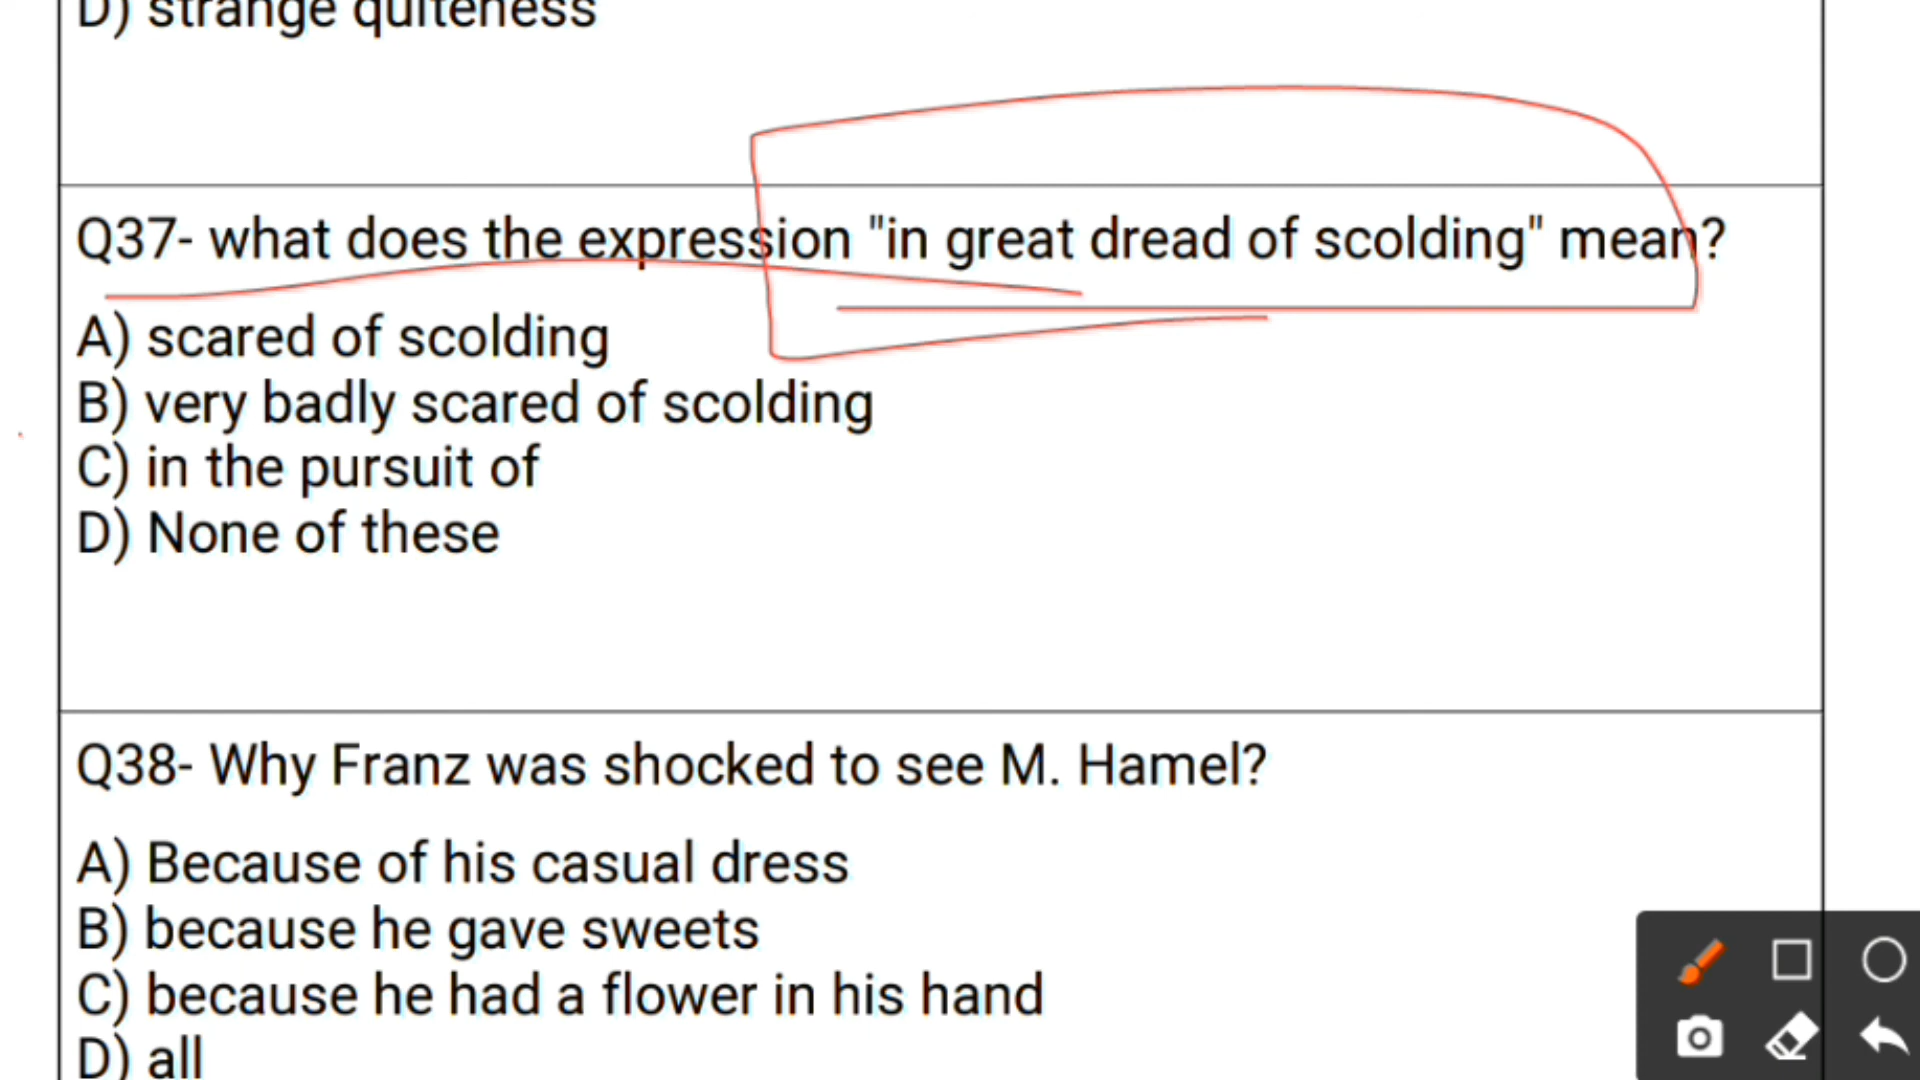 D) strange quiteness
Q37- what does the expression "in great dread of scolding" mean?
A) scared of scolding
B) very badly scared of scolding
C) in the pursuit of
D) None of these
Q38- Why Franz was shocked to see M. Hamel?
A) Because of his casual dress
B) because he gave sweets
C) because he had a flower in his hand
D) all